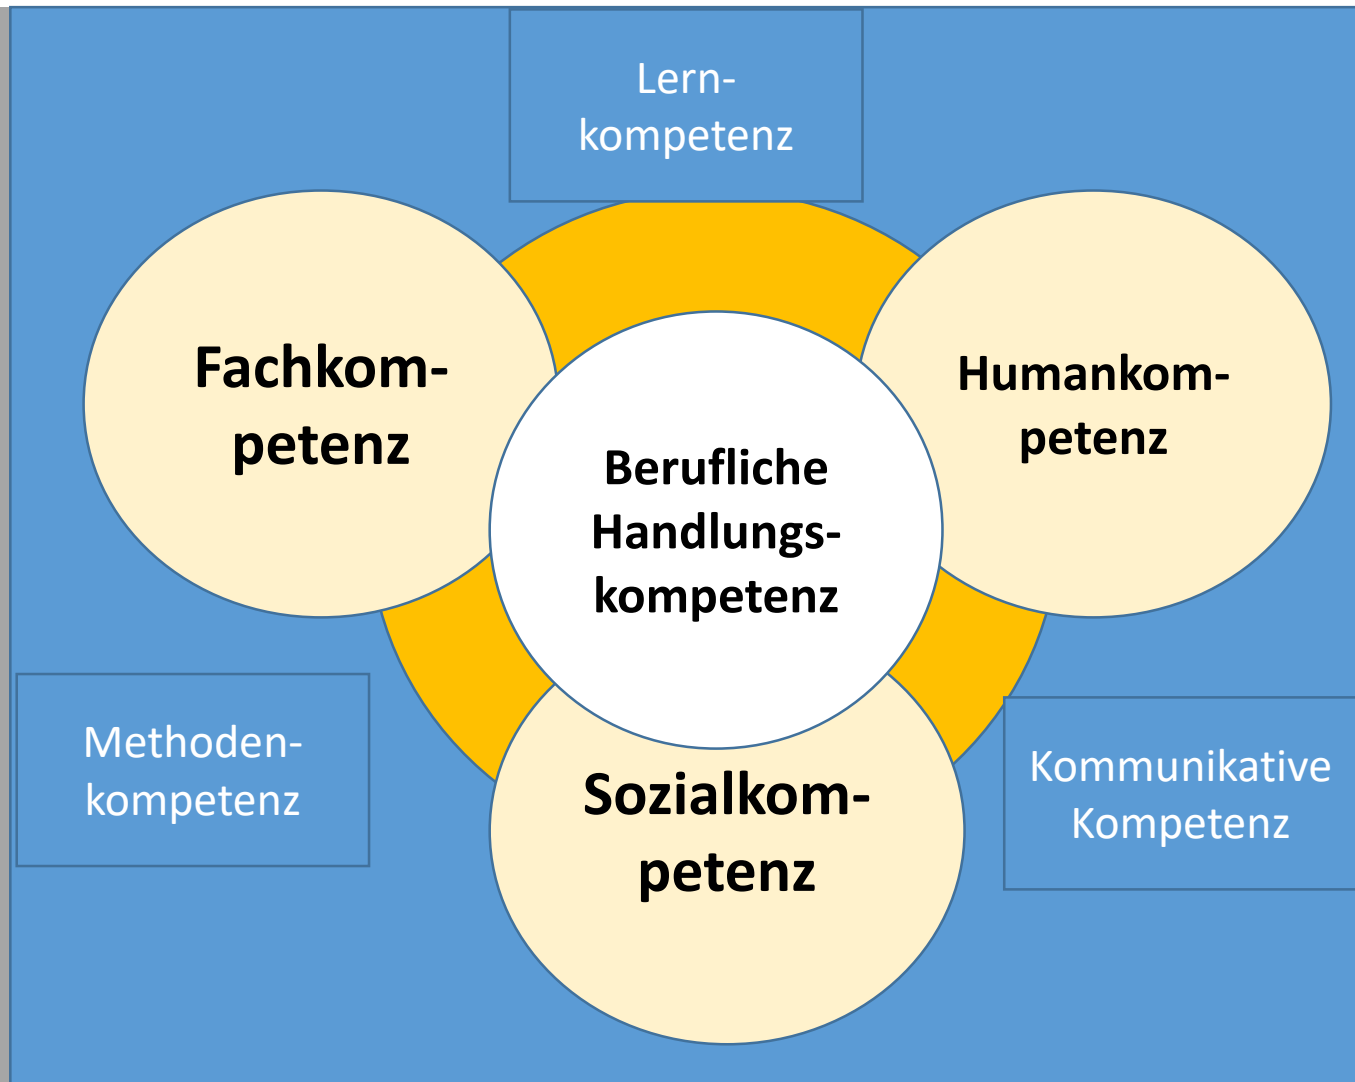 Lern-
kompetenz
Fachkom-
petenz
Humankom-
petenz
Berufliche
Handlungs-
kompetenz
Methoden-
kompetenz
Kommunikative
Kompetenz
Sozialkom-
petenz